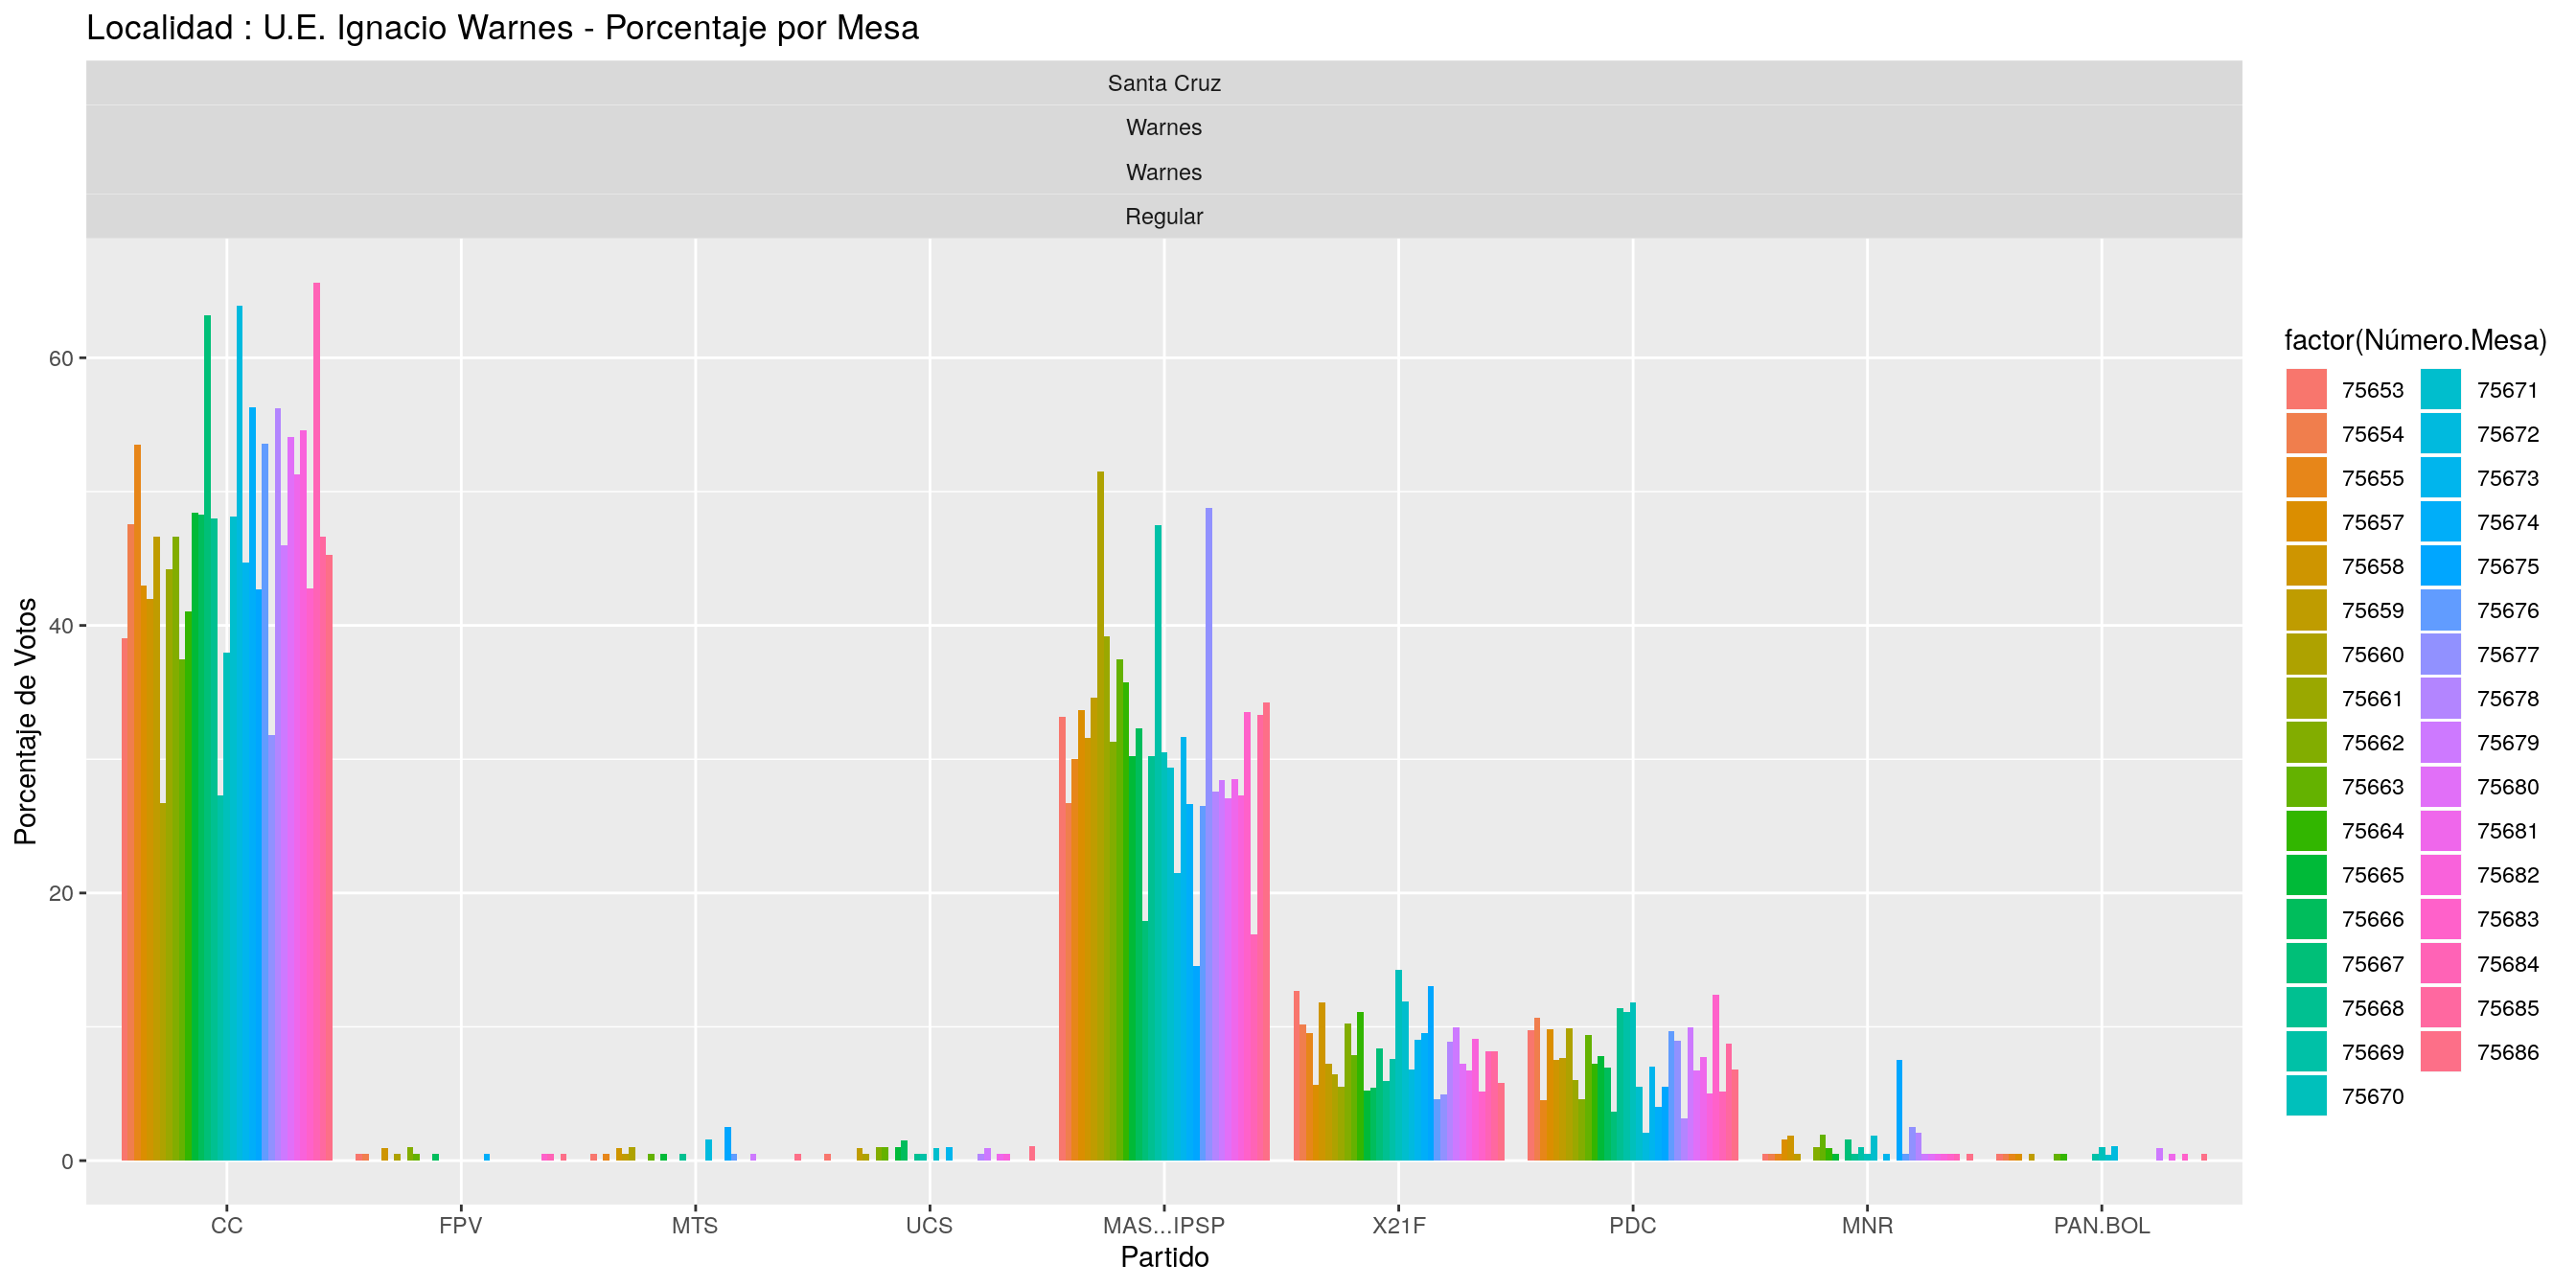 Localidad : U.E. Ignacio Warnes - Porcentaje por Mesa
Santa Cruz
Warnes
Warnes
Regular
Porcentaje de Votos
60
40
20
0
CC FPV MTS UCS MAS...IPSP X21F PDC MNR PAN.BOL
Partido
factor(Número.Mesa)
75653 75671
75654 75672
75655 75673
75657 75674
75658 75675
75659 75676
75660 75677
75661 75678
75662 75679
75663 75680
75664 75681
75665 75682
75666 75683
75667 75684
75668 75685
75669 75686
75670